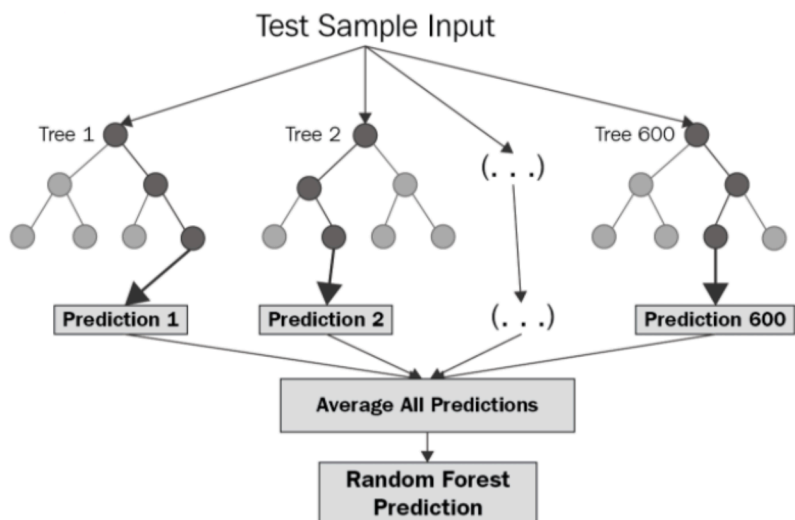 Test Sample Input
Tree 1
Tree 2
Tree 600
(. . .)
Prediction 1
Prediction 2
(. . .)
Prediction 600
Average All Predictions
Random Forest
Prediction